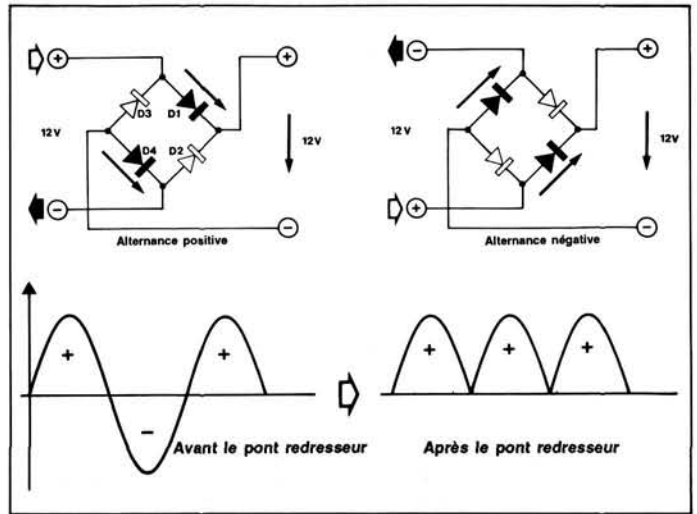 + + - +
D3 D1
12V 12V 12V 12V
D4 D2
- - + -
Alternance positive Alternance négative
+ + + + +
-
Avant le pont redresseur Après le pont redresseur